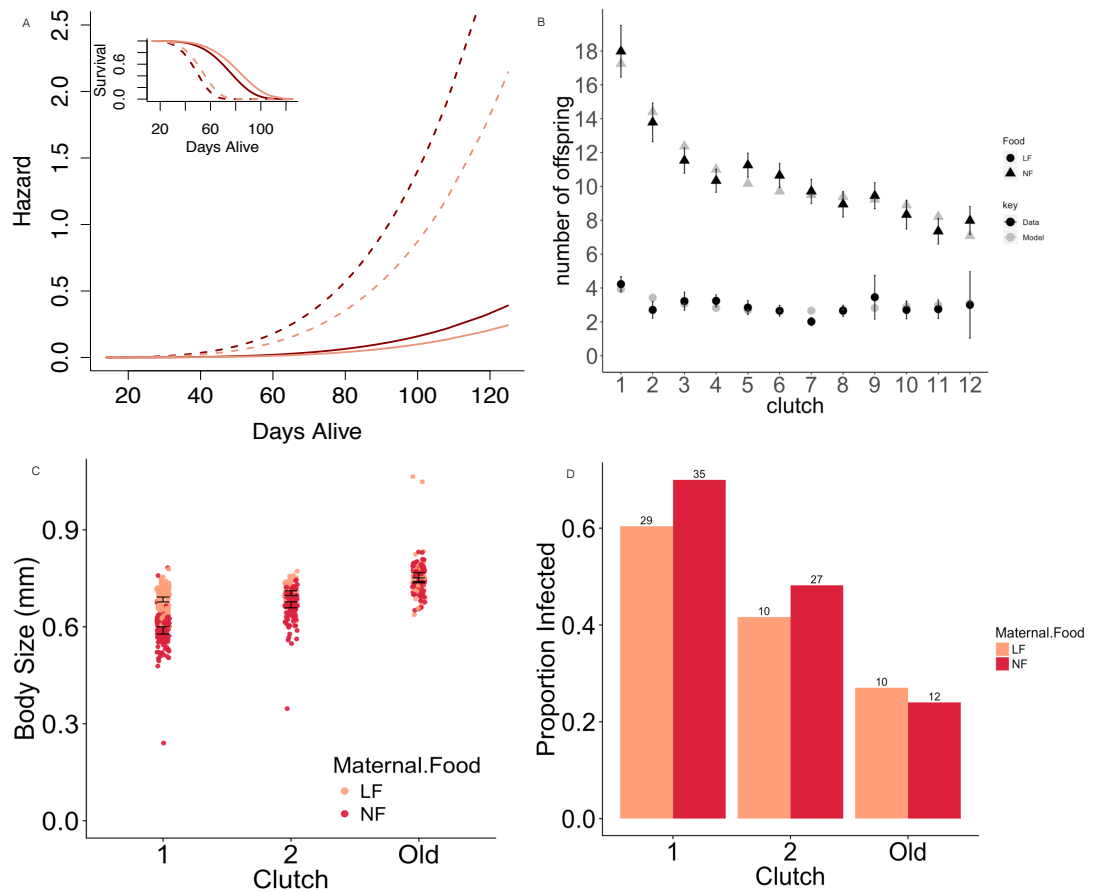 A
Hazard
2.5
2.0
1.5
1.0
0.5
0.0
20 40 60 80 100 120
Days Alive
Survival
0.6
0.0
20 60 100
Days Alive
B
number of offspring
18
16
14
12
10
8
6
4
2
0
1 2 3 4 5 6 7 8 9 10 11 12
clutch
Food
LF
NF
key
Data
Model
C
Body Size (mm)
0.9
0.6
0.3
0.0
1 2 Old
Clutch
Maternal.Food
LF
NF
D
Proportion Infected
0.6
0.4
0.2
0.0
29 35
10 27
10 12
1 2 Old
Clutch
Maternal.Food
LF
NF